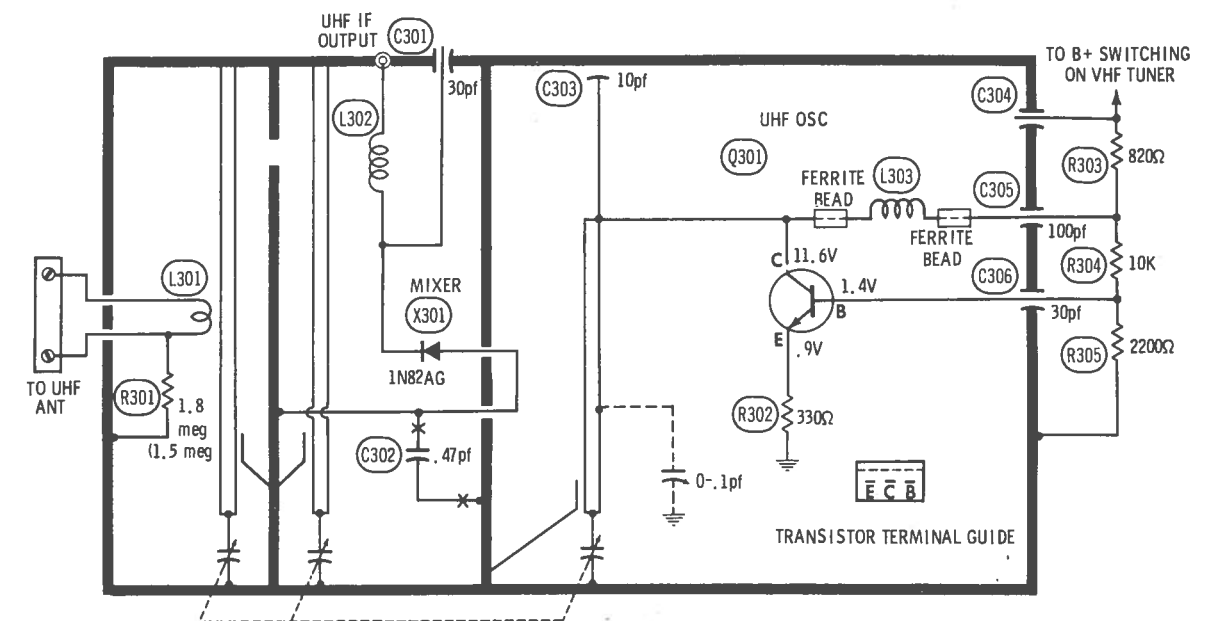 UHF IF
OUTPUT
C301
30pf
C303
10pf
TO B+ SWITCHING
ON VHF TUNER
C304
L302
UHF OSC
Q301
R303
820Ω
FERRITE
BEAD
L303
C305
FERRITE
BEAD
100pf
R304
10K
C
11.6V
C306
L301
MIXER
X301
1.4V
B
30pf
E
.9V
R305
2200Ω
1N82AG
TO UHF
ANT
R301
1.8
meg
(1.5 meg
R302
330Ω
C302
.47pf
0-.1pf
E C B
TRANSISTOR TERMINAL GUIDE